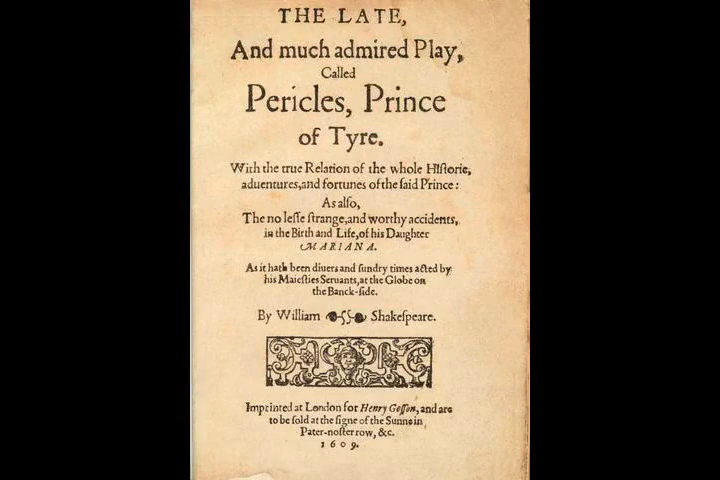 THE LATE,
And much admired Play,
Called
Pericles, Prince
of Tyre.
With the true Relation of the whole Hiſtorie,
aduentures, and fortunes of the ſaid Prince:
As alſo,
The no leſſe ſtrange, and worthy accidents,
in the Birth and Life, of his Daughter
MARIANA.
As it hath been diuers and ſundry times acted by
his Maieſties Seruants, at the Globe on
the Banck-ſide.
By William Shakeſpeare.
Imprinted at London for Henry Goſſon, and are
to be ſold at the ſigne of the Sunne in
Pater-noſter row, &c.
1609.